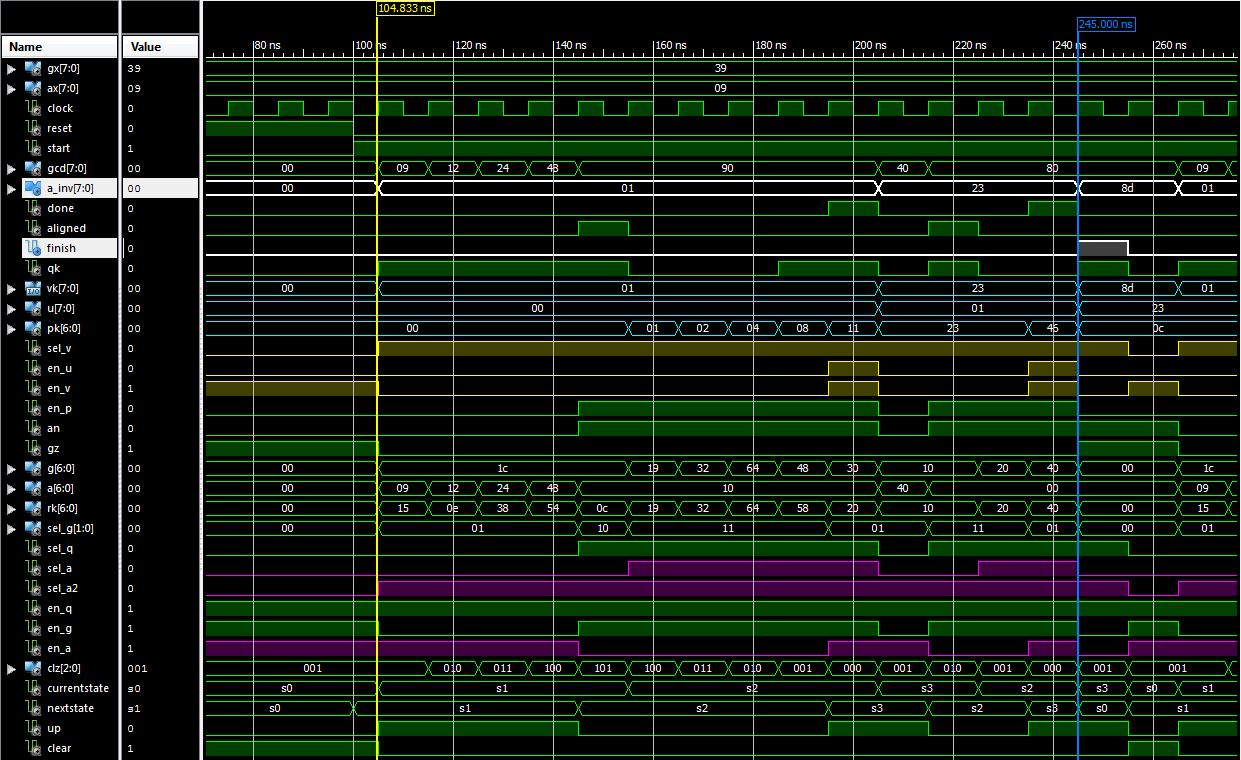 104.833 ns
245.000 ns
Name Value 80 ns 100 ns 120 ns 140 ns 160 ns 180 ns 200 ns 220 ns 240 ns 260 ns
gx[7:0] 39 39
ax[7:0] 09 09
clock 0
reset 0
start 1
gcd[7:0] 00 00 09 12 24 48 90 40 80 09
a_inv[7:0] 00 00 01 23 8d 01
done 0
aligned 0
finish 0
qk 0
vk[7:0] 00 00 01 23 8d 01
u[7:0] 00 00 01 23
pk[6:0] 00 00 01 02 04 08 11 23 45 0c
sel_v 0
en_u 0
en_v 1
en_p 0
an 0
gz 1
g[6:0] 00 00 1c 19 32 64 48 30 10 20 40 00 1c
a[6:0] 00 00 09 12 24 48 10 40 00 09
rk[6:0] 00 00 15 0e 38 54 0c 19 32 64 58 20 10 20 40 00 15
sel_g[1:0] 00 00 01 10 11 01 11 01 00 01
sel_q 0
sel_a 0
sel_a2 0
en_q 1
en_g 1
en_a 1
clz[2:0] 001 001 010 011 100 101 100 011 010 001 000 001 010 001 000 001 001
currentstate s0 s0 s1 s2 s3 s2 s3 s0 s1
nextstate s1 s0 s1 s2 s3 s2 s3 s0 s1
up 0
clear 1